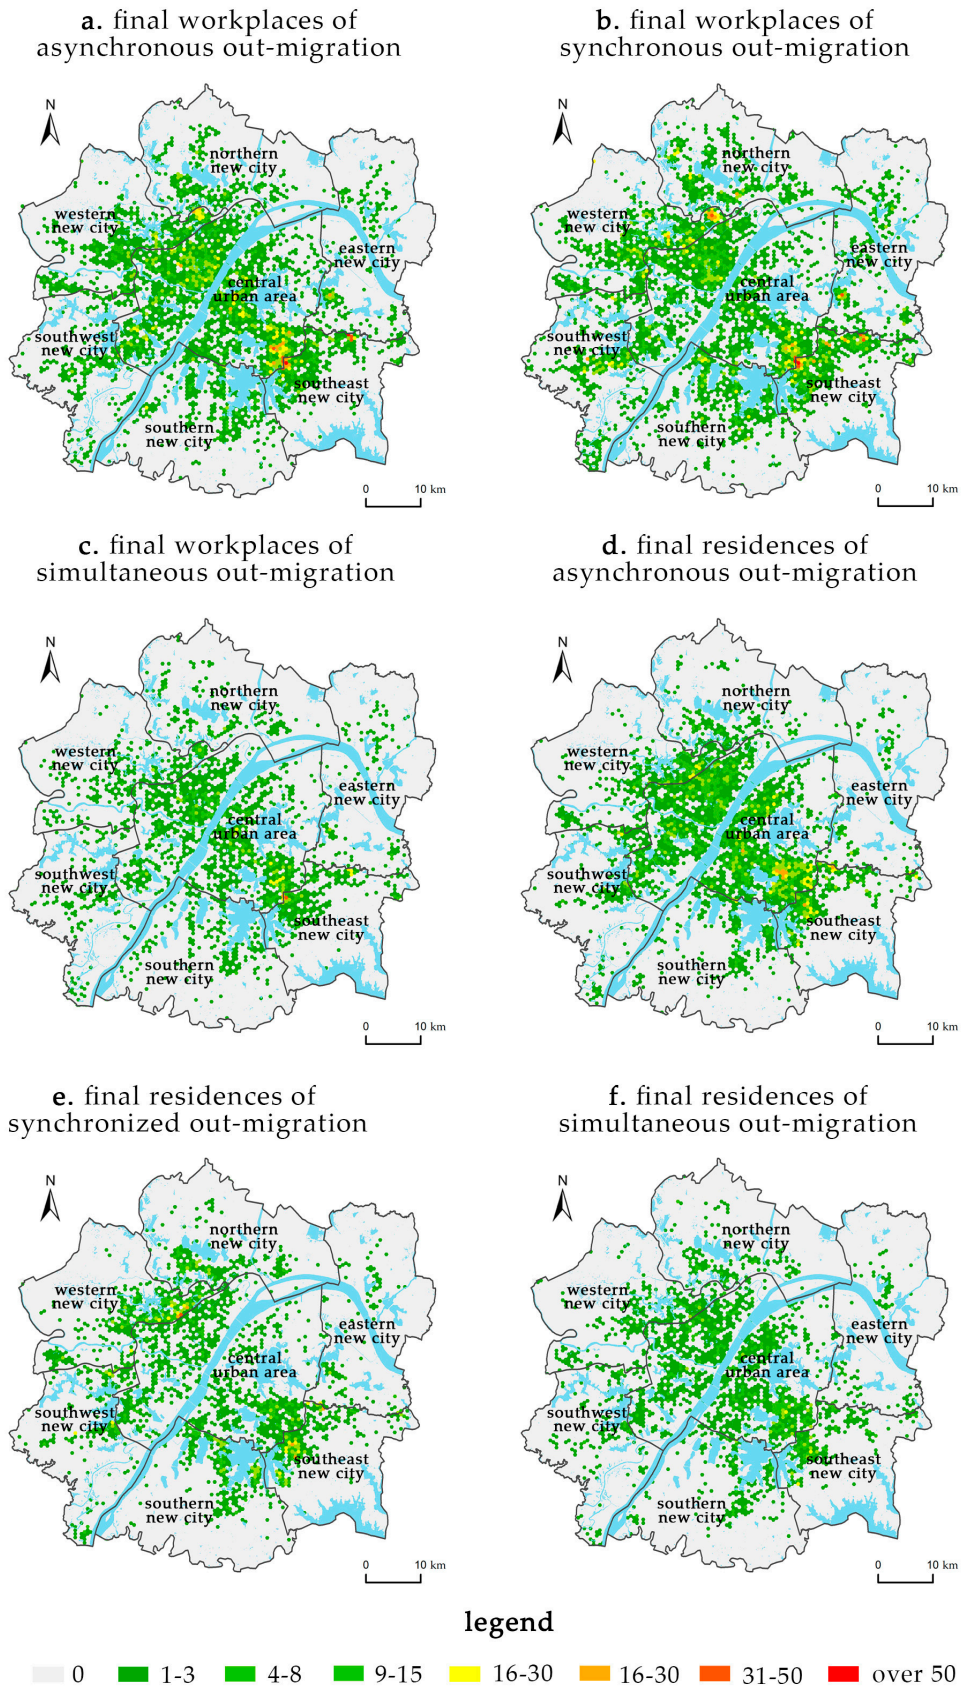 a. final workplaces of
asynchronous out-migration
b. final workplaces of
synchronous out-migration
N
northern
new city
western
new city
eastern
new city
central
urban area
southwest
new city
southeast
new city
southern
new city
0 10 km
N
northern
new city
western
new city
eastern
new city
central
urban area
southwest
new city
southeast
new city
southern
new city
0 10 km
c. final workplaces of
simultaneous out-migration
d. final residences of
asynchronous out-migration
N
northern
new city
western
new city
eastern
new city
central
urban area
southwest
new city
southeast
new city
southern
new city
0 10 km
N
northern
new city
western
new city
eastern
new city
central
urban area
southwest
new city
southeast
new city
southern
new city
0 10 km
e. final residences of
synchronized out-migration
f. final residences of
simultaneous out-migration
N
northern
new city
western
new city
eastern
new city
central
urban area
southwest
new city
southeast
new city
southern
new city
0 10 km
N
northern
new city
western
new city
eastern
new city
central
urban area
southwest
new city
southeast
new city
southern
new city
0 10 km
legend
0 1-3 4-8 9-15 16-30 16-30 31-50 over 50